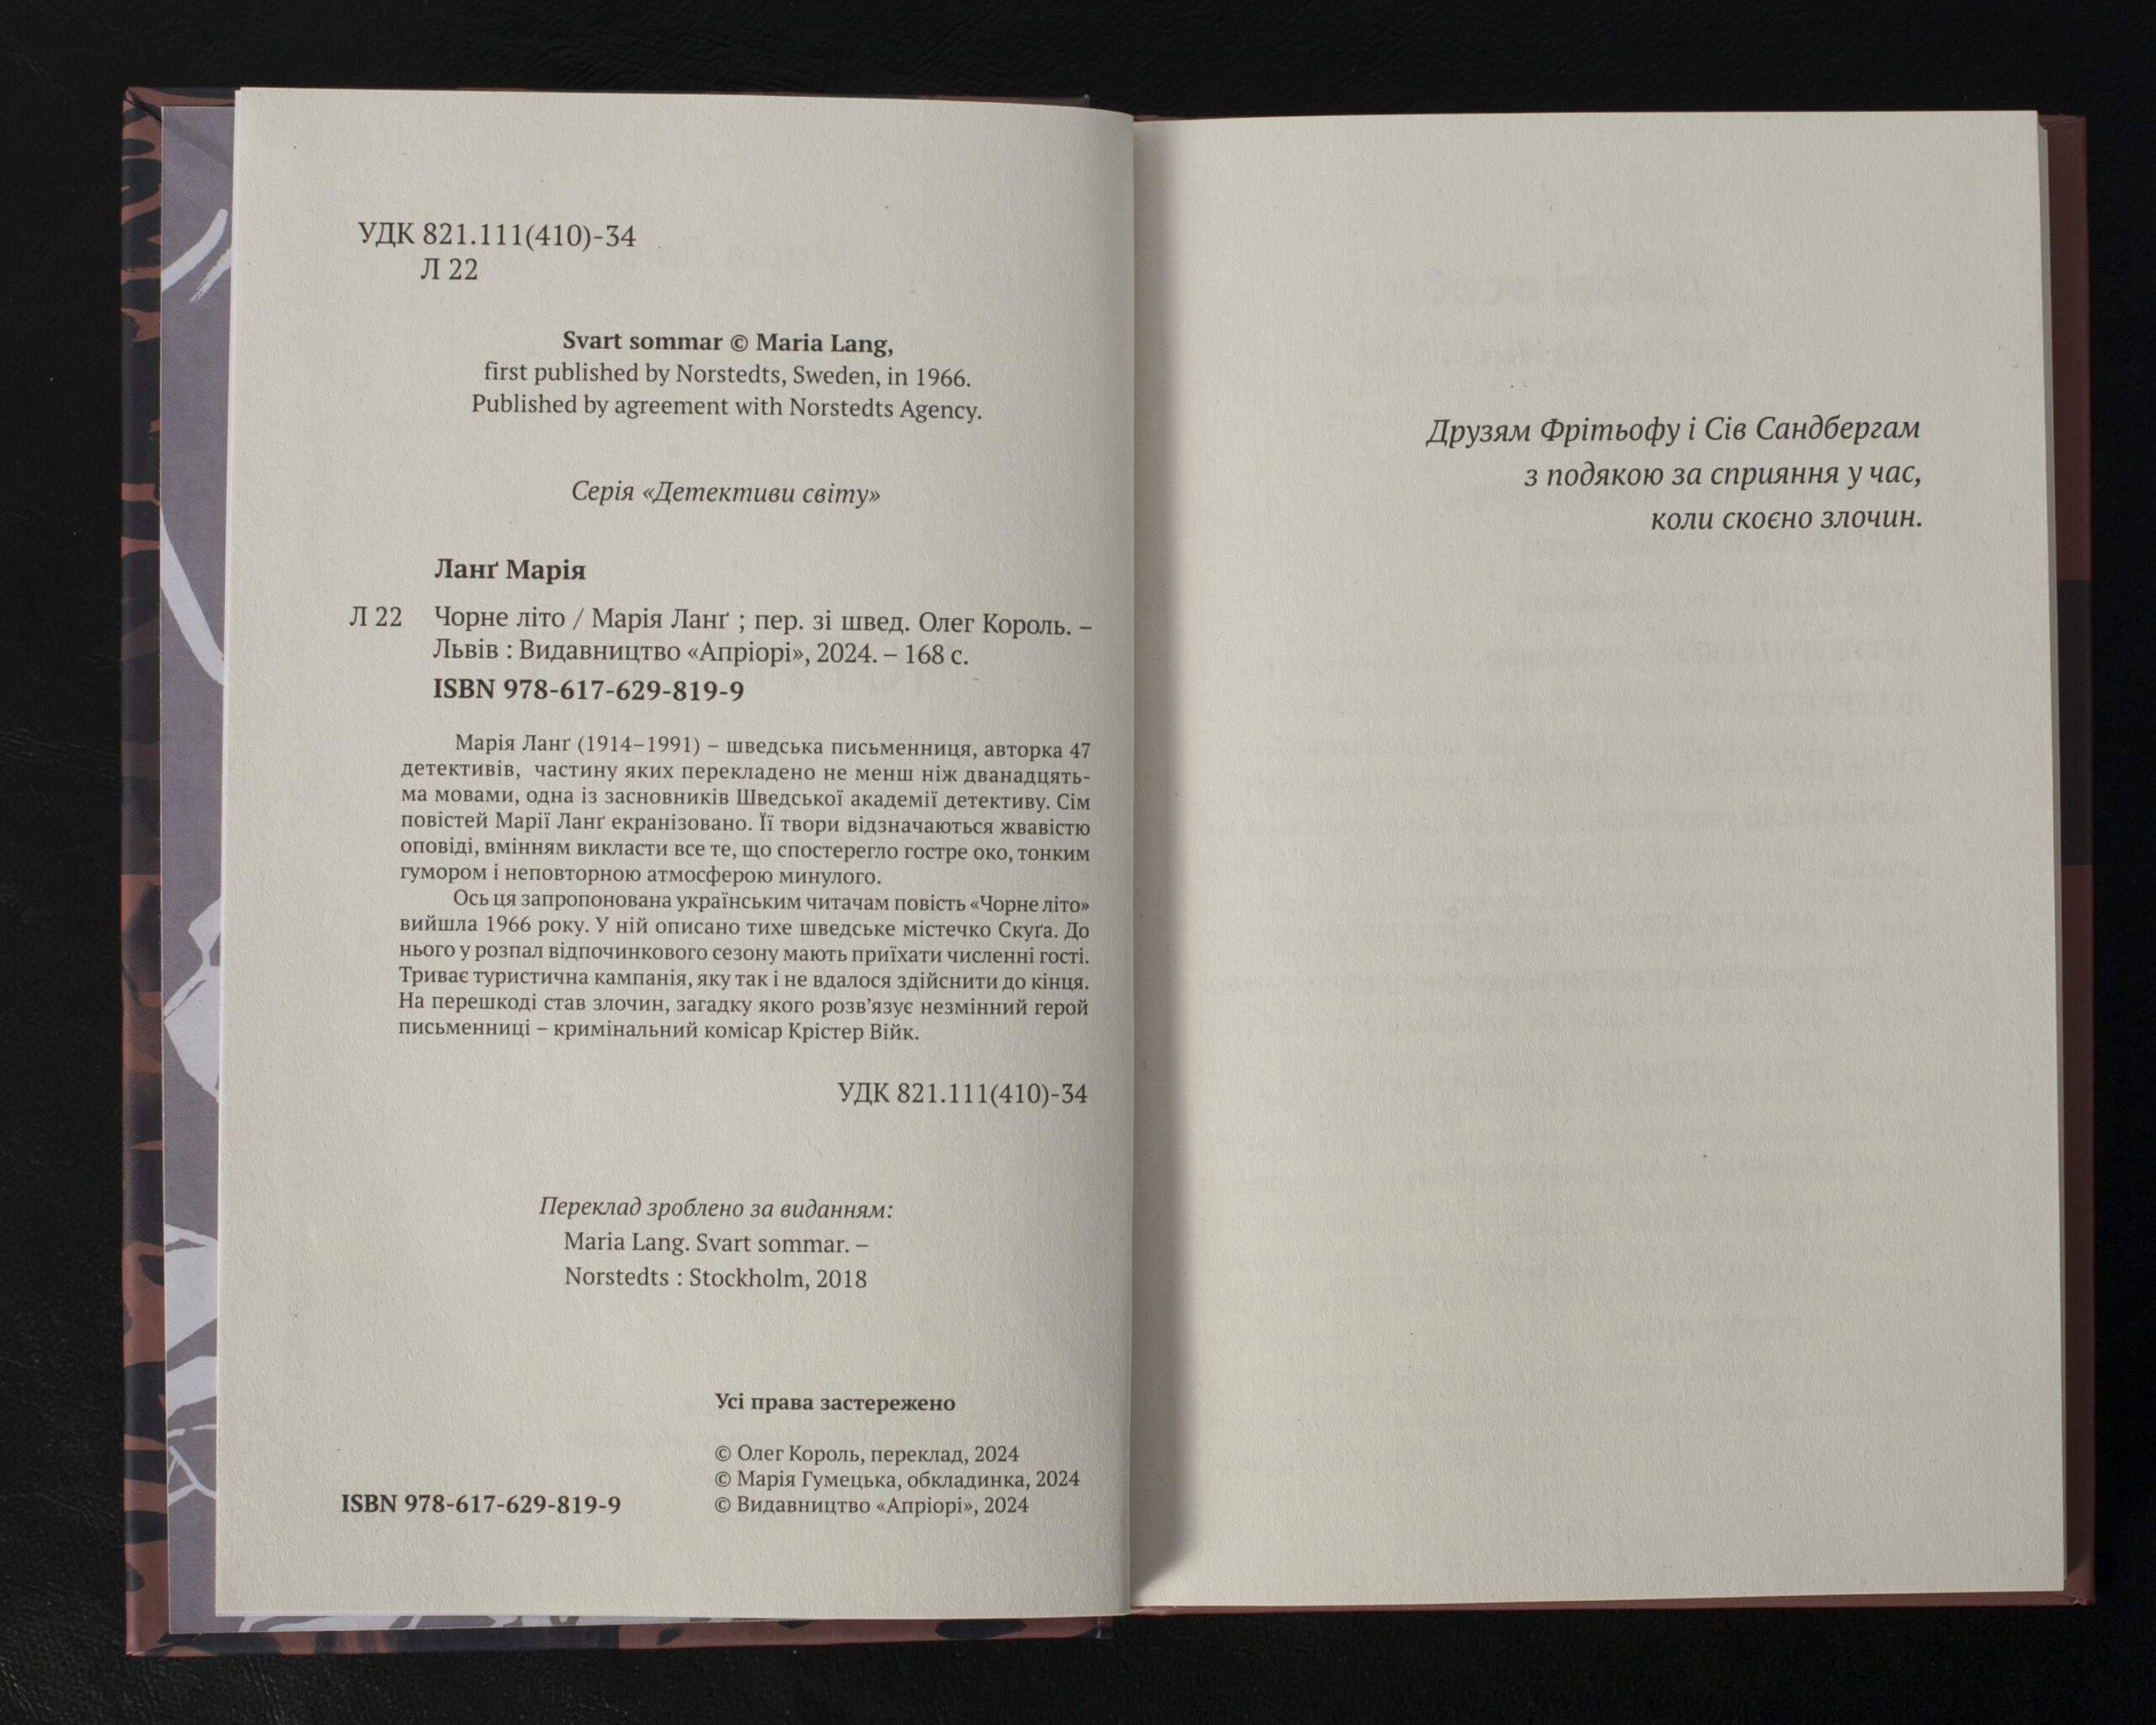 УДК 821.111(410)-34
Л 22
Svart sommar © Maria Lang,
first published by Norstedts, Sweden, in 1966.
Published by agreement with Norstedts Agency.
Серія «Детективи світу»
Ланґ Марія
Л 22 Чорне літо / Марія Ланґ ; пер. зі швед. Олег Король. –
Львів : Видавництво «Апріорі», 2024. – 168 с.
ISBN 978-617-629-819-9
Марія Ланґ (1914–1991) – шведська письменниця, авторка 47
детективів, частину яких перекладено не менш ніж дванадцять-
ма мовами, одна із засновників Шведської академії детективу. Сім
повістей Марії Ланґ екранізовано. Її твори відзначаються жвавістю
оповіді, вмінням викласти все те, що спостерегло гостре око, тонким
гумором і неповторною атмосферою минулого.
Ось ця запропонована українським читачам повість «Чорне літо»
вийшла 1966 року. У ній описано тихе шведське містечко Скуґа. До
нього у розпал відпочинкового сезону мають приїхати численні гості.
Триває туристична кампанія, яку так і не вдалося здійснити до кінця.
На перешкоді став злочин, загадку якого розв’язує незмінний герой
письменниці – кримінальний комісар Крістер Війк.
УДК 821.111(410)-34
Переклад зроблено за виданням:
Maria Lang. Svart sommar. –
Norstedts : Stockholm, 2018
Усі права застережено
© Олег Король, переклад, 2024
© Марія Гумецька, обкладинка, 2024
ISBN 978-617-629-819-9 © Видавництво «Апріорі», 2024
Друзям Фрітьофу і Сів Сандбергам
з подякою за сприяння у час,
коли скоєно злочин.